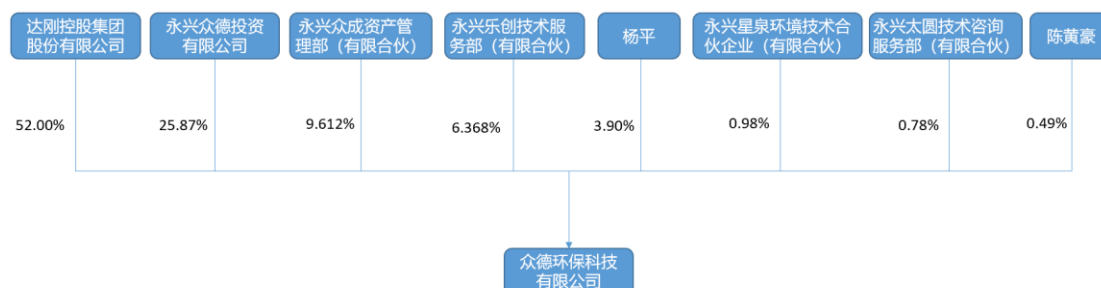 达刚控股集团
股份有限公司
永兴众德投资
有限公司
永兴众成资产管
理部（有限合伙）
永兴乐创技术服
务部（有限合伙）
杨平
永兴星泉环境技术合
伙企业（有限合伙）
永兴太圆技术咨询
服务部（有限合伙）
陈黄豪
52.00%
25.87%
9.612%
6.368%
3.90%
0.98%
0.78%
0.49%
众德环保科技
有限公司